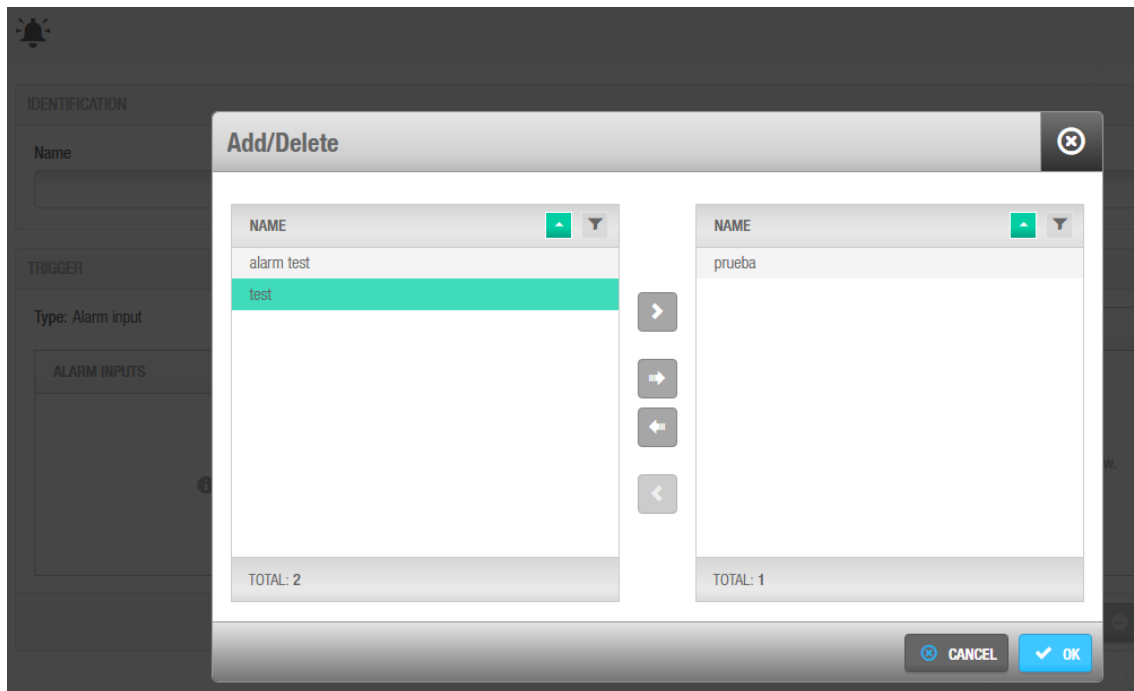 IDENTIFICATION
Name
TRIGGER
Type: Alarm input
ALARM INPUTS
w.
Add/Delete
NAME
alarm test
test
TOTAL: 2
NAME
prueba
TOTAL: 1
CANCEL
OK